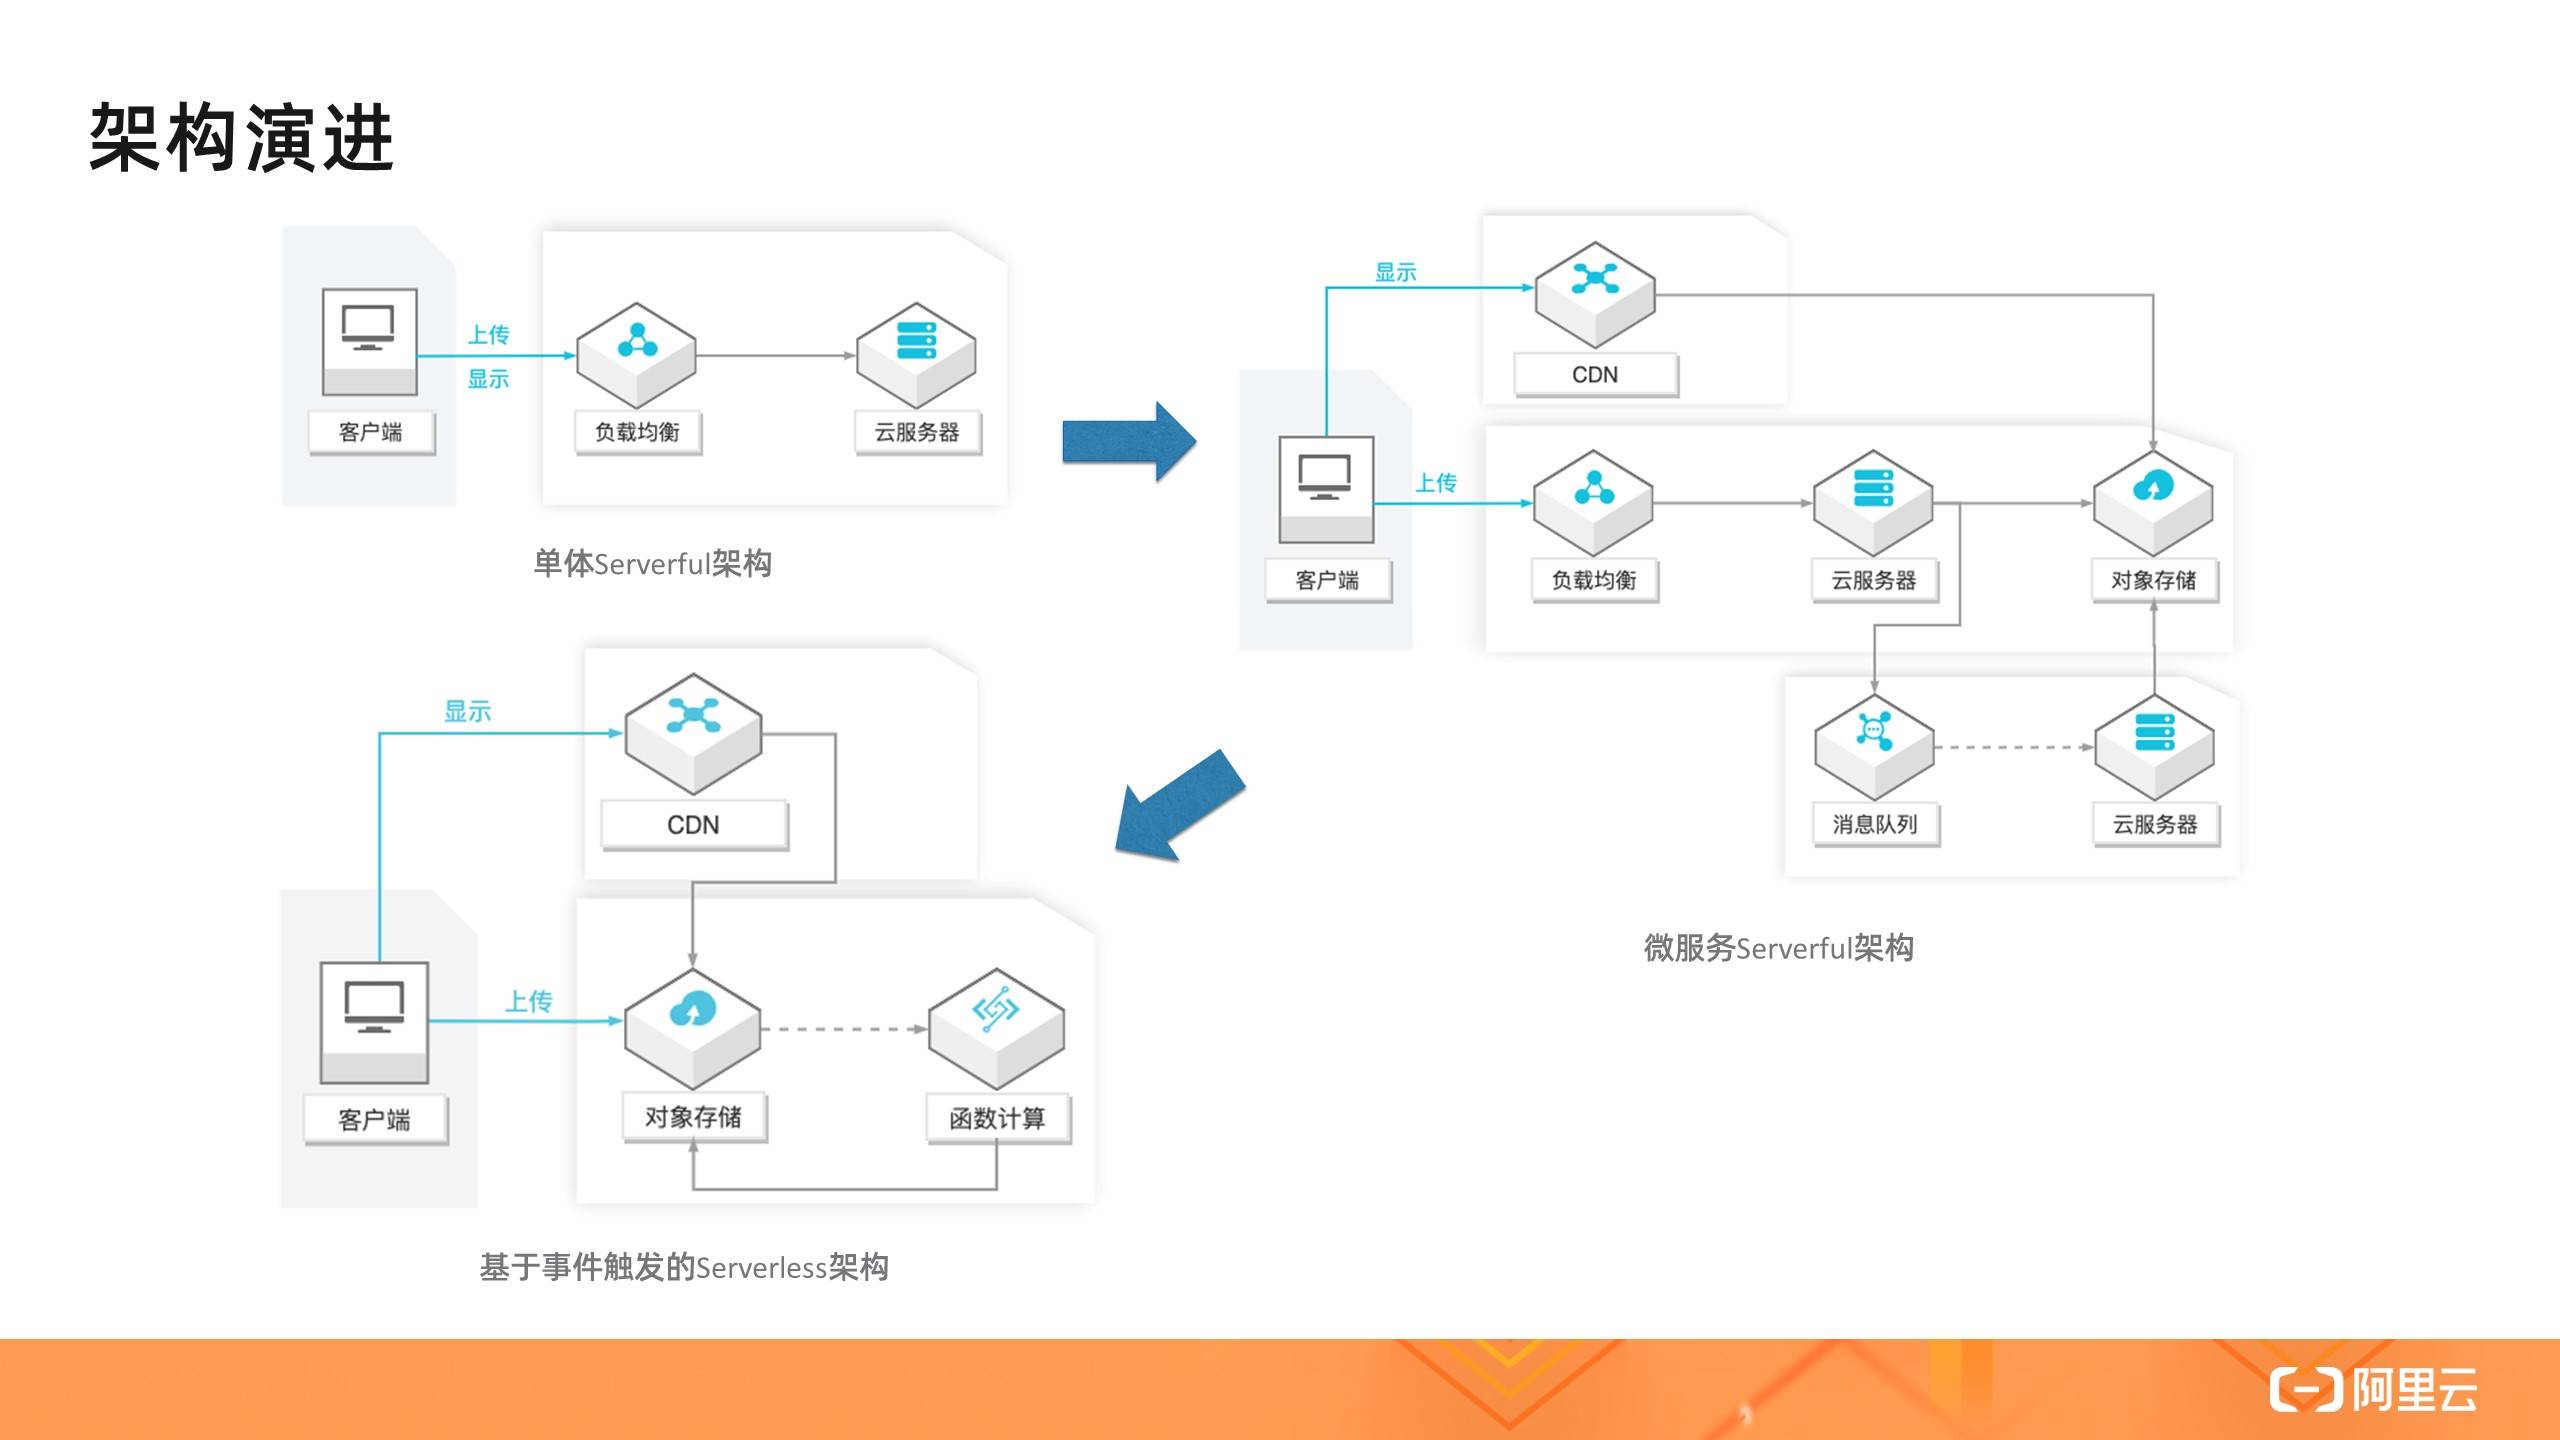 架构演进
上传
显示
客户端
负载均衡
云服务器
单体Serverful架构
显示
CDN
上传
客户端
负载均衡
云服务器
对象存储
消息队列
云服务器
微服务Serverful架构
显示
CDN
上传
客户端
对象存储
函数计算
基于事件触发的Serverless架构
阿里云